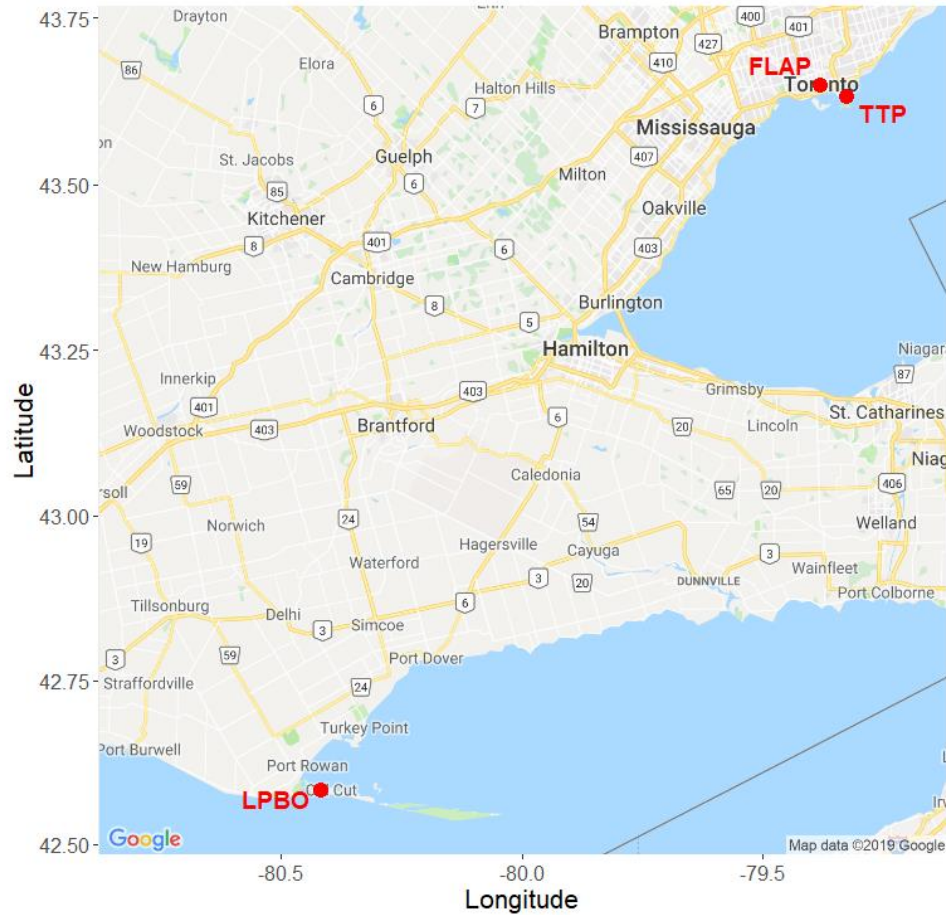 43.75
Drayton
Brampton
400
401
427
86
Elora
410
FLAP
Toronto
Halton Hills
6
7
TTP
Mississauga
St. Jacobs
Guelph
407
Milton
43.50
85
6
Kitchener
Oakville
8
401
6
403
New Hamburg
Cambridge
8
Burlington
5
43.25
Hamilton
Niagara
87
Innerkip
403
Grimsby
401
6
St. Catharines
Woodstock
403
Brantford
20
Lincoln
Niag
rsoll
59
Caledonia
65
20
406
43.00
24
54
Welland
Norwich
19
Hagersville
Cayuga
3
Waterford
3
20
DUNNVILLE
Wainfleet
Tillsonburg
6
Port Colborne
Delhi
3
Simcoe
3
59
Port Dover
42.75
Straffordville
24
Turkey Point
Port Burwell
Port Rowan
LPBO
Cut
42.50
Google
Map data ©2019 Google
-80.5
-80.0
-79.5
Longitude
Latitude